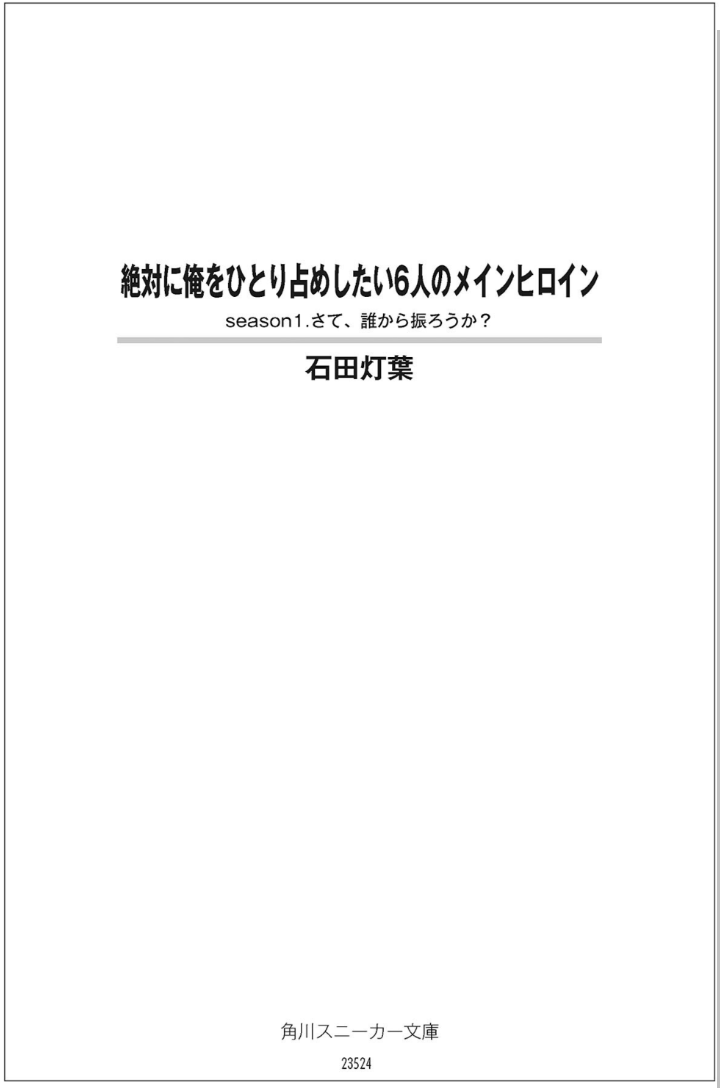 絶対に俺をひとり占めしたい6人のメインヒロイン
season1.さて、誰から振ろうか？
石田灯葉
角川スニーカー文庫
23524